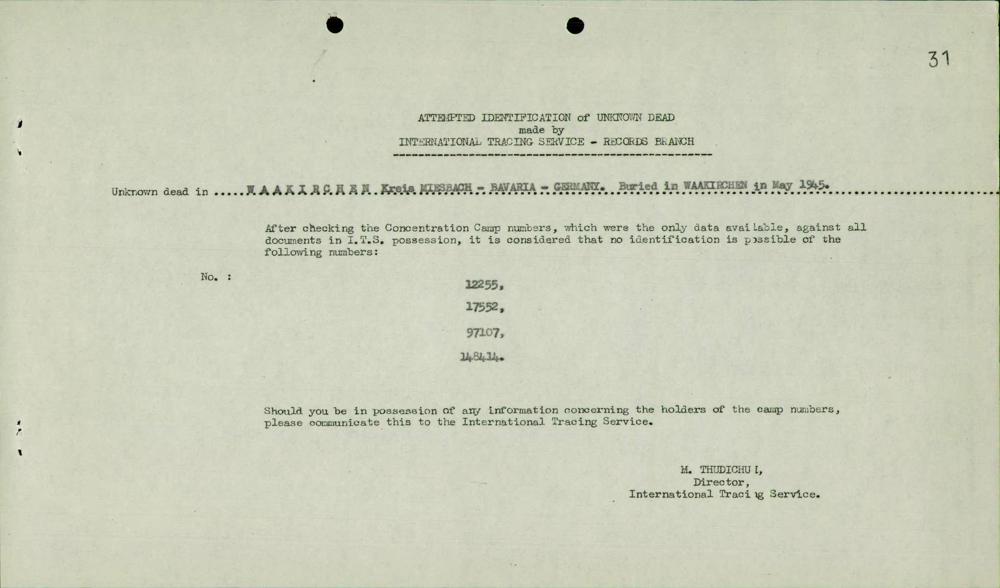 31
ATTEMPTED IDENTIFICATION of UNKNOWN DEAD
made by
INTERNATIONAL TRACING SERVICE - RECORDS BRANCH
Unknown dead in .....W A A K I R C H E N Kreis MIESBACH - BAVARIA - GERMANY. Buried in WAAKIRCHEN in May 1945.
After checking the Concentration Camp numbers, which were the only data available, against all
documents in I.T.S. possession, it is considered that no identification is possible of the
following numbers:
No. :
12255,
17552,
97107,
148414.
Should you be in possession of any information concerning the holders of the camp numbers,
please communicate this to the International Tracing Service.
M. THUDICHUM,
Director,
International Tracing Service.